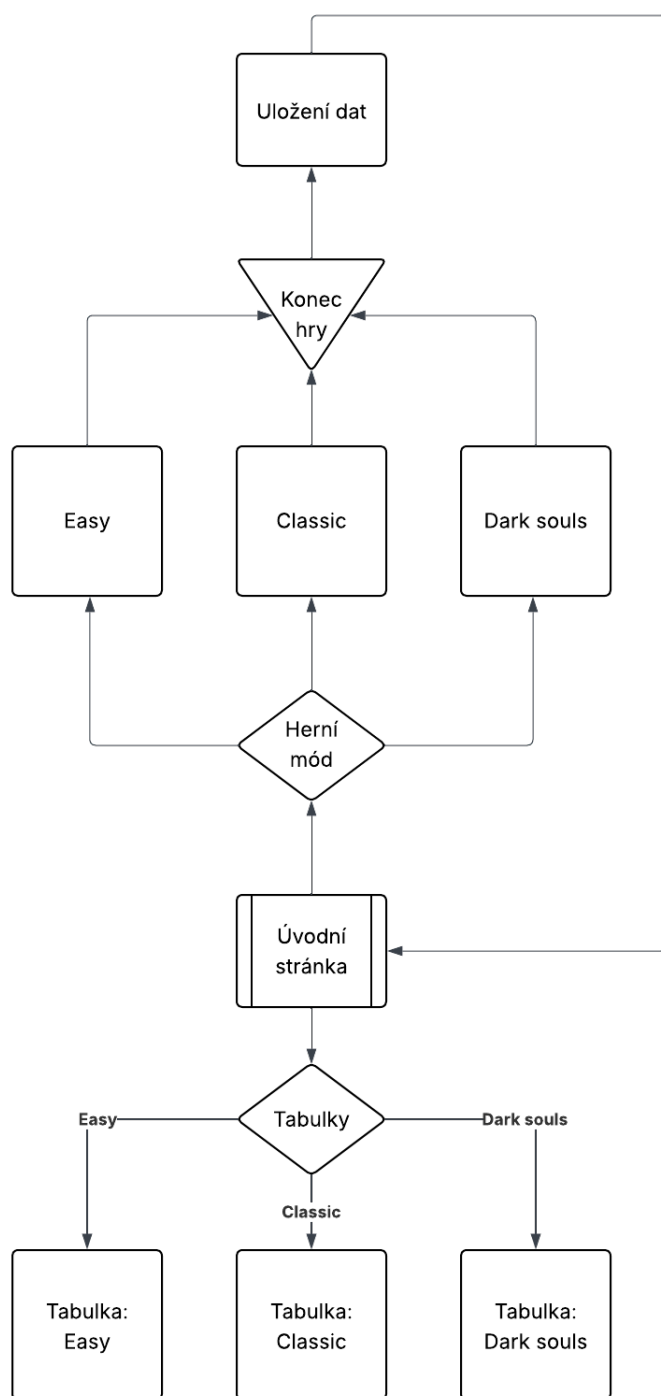 Uložení dat
Konec
hry
Easy
Classic
Dark souls
Herní
mód
Úvodní
stránka
Tabulky
Easy
Dark souls
Classic
Tabulka:
Easy
Tabulka:
Classic
Tabulka:
Dark souls